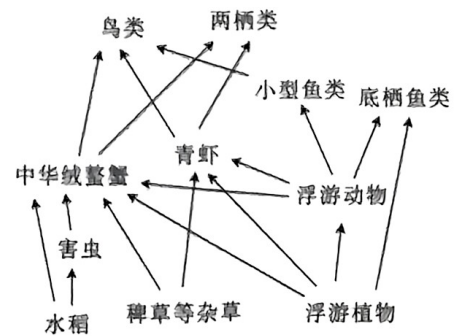 鸟类
两栖类
小型鱼类
底栖鱼类
青虾
中华绒整蟹
浮游动物
害虫
水稻
稗草等杂草
浮游植物